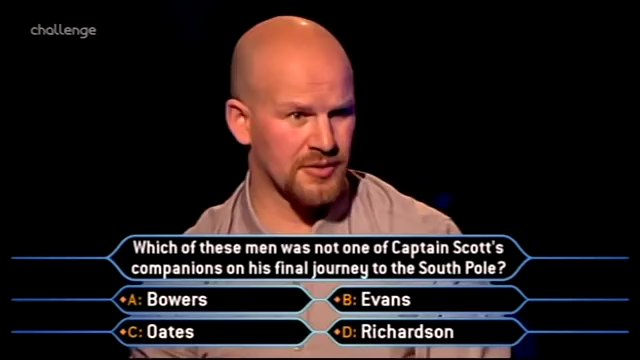 challenge
Which of these men was not one of Captain Scott's
companions on his final journey to the South Pole?
A: Bowers
B: Evans
C: Oates
D: Richardson